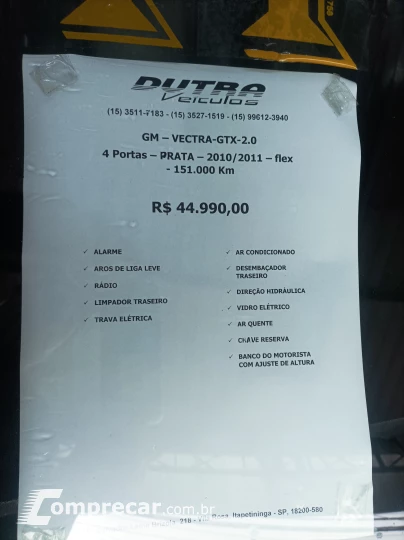 DUTRA
Veículos
(15) 3511-7183 - (15) 3527-1519 - (15) 99612-3940
GM – VECTRA-GTX-2.0
4 Portas – PRATA – 2010/2011 – flex
- 151.000 Km
R$ 44.990,00
✓ ALARME
✓ AROS DE LIGA LEVE
✓ RÁDIO
✓ LIMPADOR TRASEIRO
✓ TRAVA ELÉTRICA
✓ AR CONDICIONADO
✓ DESEMBAÇADOR
TRASEIRO
✓ DIREÇÃO HIDRÁULICA
✓ VIDRO ELÉTRICO
✓ AR QUENTE
✓ CHAVE RESERVA
✓ BANCO DO MOTORISTA
COM AJUSTE DE ALTURA
218 - Rosa, Itapetininga - SP, 18200-580
Comprecar.com.br